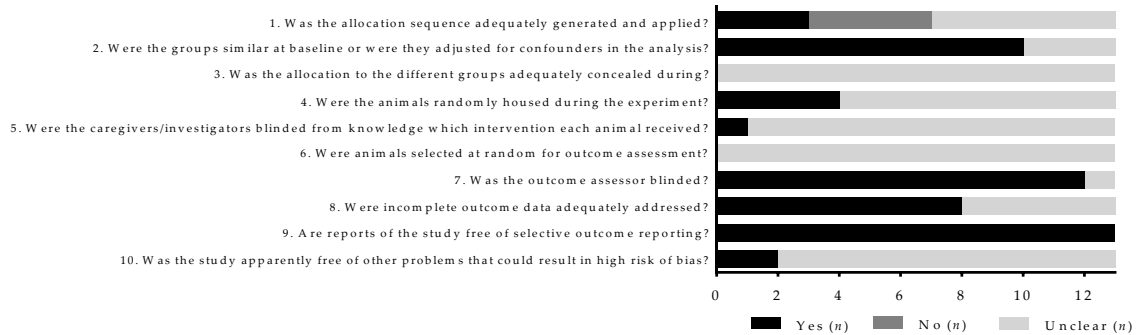 1. Was the allocation sequence adequately generated and applied?
2. Were the groups similar at baseline or were they adjusted for confounders in the analysis?
3. Was the allocation to the different groups adequately concealed during?
4. Were the animals randomly housed during the experiment?
5. Were the caregivers/investigators blinded from knowledge which intervention each animal received?
6. Were animals selected at random for outcome assessment?
7. Was the outcome assessor blinded?
8. Were incomplete outcome data adequately addressed?
9. Are reports of the study free of selective outcome reporting?
10. Was the study apparently free of other problems that could result in high risk of bias?
0 2 4 6 8 10 12
Yes (n) No (n) Unclear (n)